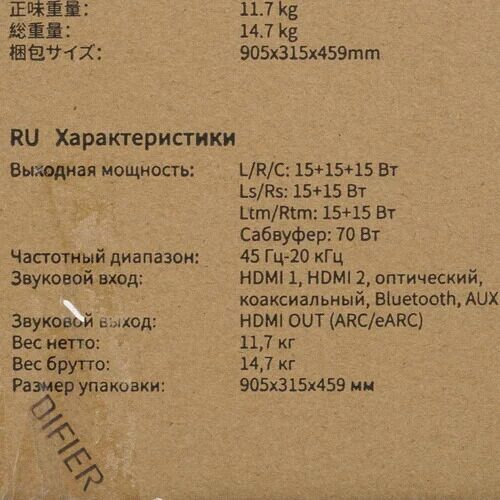 正味重量: 11.7 kg
総重量: 14.7 kg
梱包サイズ: 905x315x459mm
RU Характеристики
Выходная мощность: L/R/C: 15+15+15 Вт
Ls/Rs: 15+15 Вт
Ltm/Rtm: 15+15 Вт
Сабвуфер: 70 Вт
Частотный диапазон: 45 Гц-20 кГц
Звуковой вход: HDMI 1, HDMI 2, оптический,
коаксиальный, Bluetooth, AUX
Звуковой выход: HDMI OUT (ARC/eARC)
Вес нетто: 11,7 кг
Вес брутто: 14,7 кг
Размер упаковки: 905x315x459 мм
DIFIER